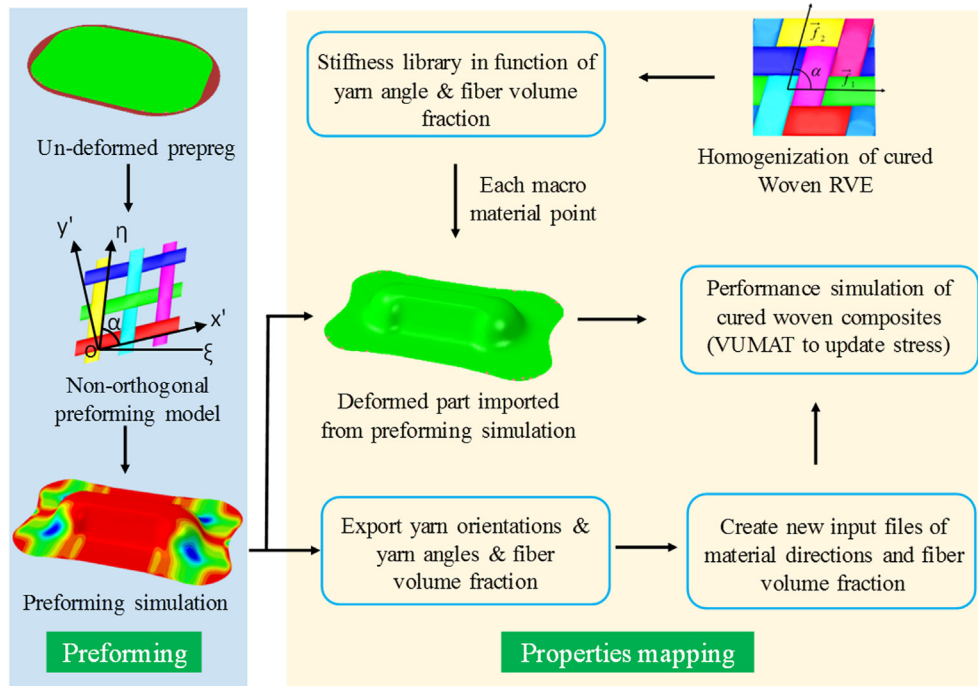 Un-deformed prepreg
y'
η
x'
α
O
ξ
Non-orthogonal
preforming model
Preforming simulation
Preforming
Stiffness library in function of
yarn angle & fiber volume
fraction
f₂
α
f₁
Homogenization of cured
Woven RVE
Each macro
material point
Deformed part imported
from preforming simulation
Performance simulation of
cured woven composites
(VUMAT to update stress)
Export yarn orientations &
yarn angles & fiber
volume fraction
Create new input files of
material directions and fiber
volume fraction
Properties mapping